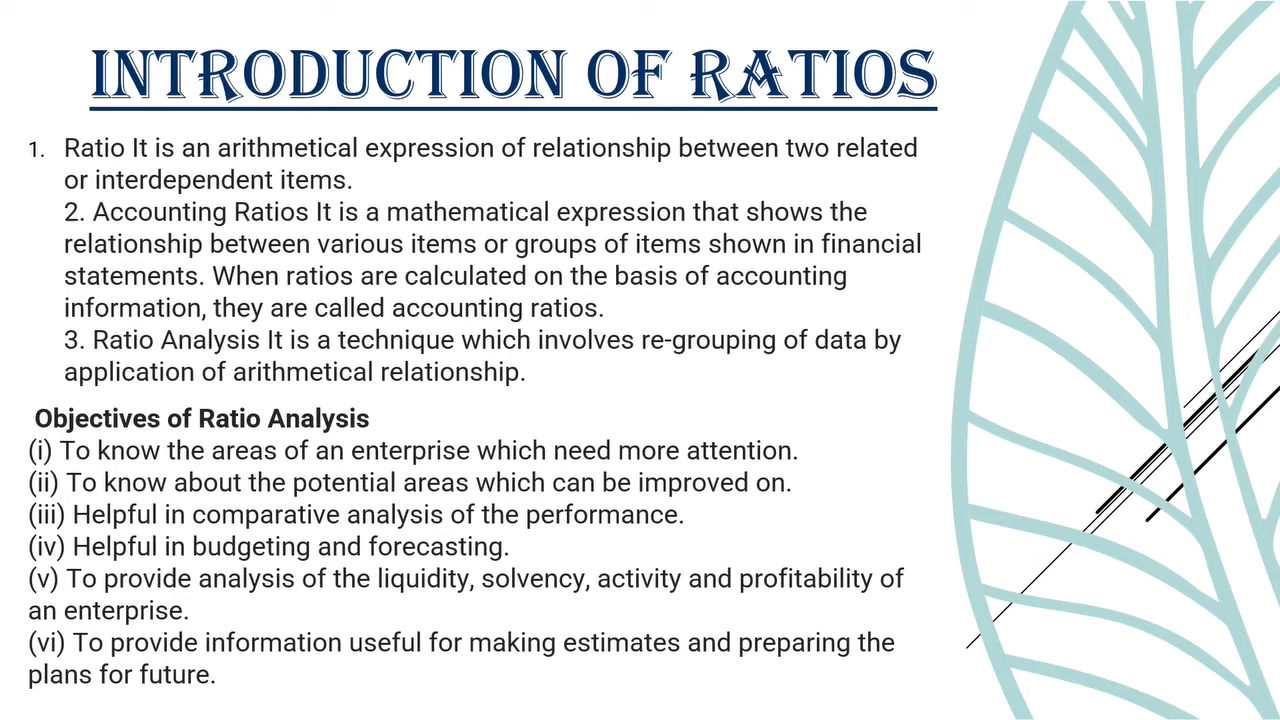 INTRODUCTION OF RATIOS
1. Ratio It is an arithmetical expression of relationship between two related
or interdependent items.
2. Accounting Ratios It is a mathematical expression that shows the
relationship between various items or groups of items shown in financial
statements. When ratios are calculated on the basis of accounting
information, they are called accounting ratios.
3. Ratio Analysis It is a technique which involves re-grouping of data by
application of arithmetical relationship.
Objectives of Ratio Analysis
(i) To know the areas of an enterprise which need more attention.
(ii) To know about the potential areas which can be improved on.
(iii) Helpful in comparative analysis of the performance.
(iv) Helpful in budgeting and forecasting.
(v) To provide analysis of the liquidity, solvency, activity and profitability of
an enterprise.
(vi) To provide information useful for making estimates and preparing the
plans for future.